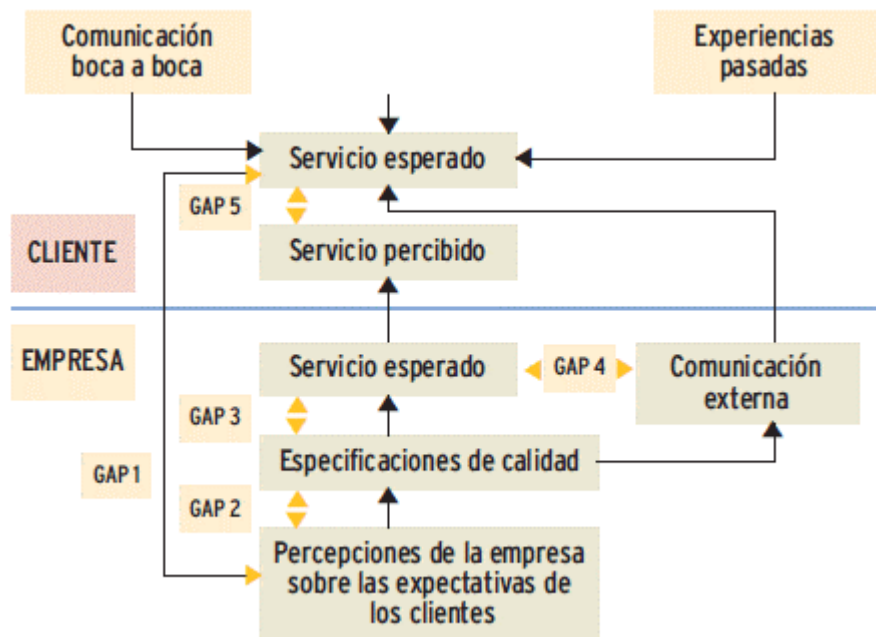 Comunicación
boca a boca
Experiencias
pasadas
Servicio esperado
GAP 5
CLIENTE
Servicio percibido
EMPRESA
Servicio esperado
GAP 4
Comunicación
externa
GAP 3
Especificaciones de calidad
GAP 1
GAP 2
Percepciones de la empresa
sobre las expectativas de
los clientes